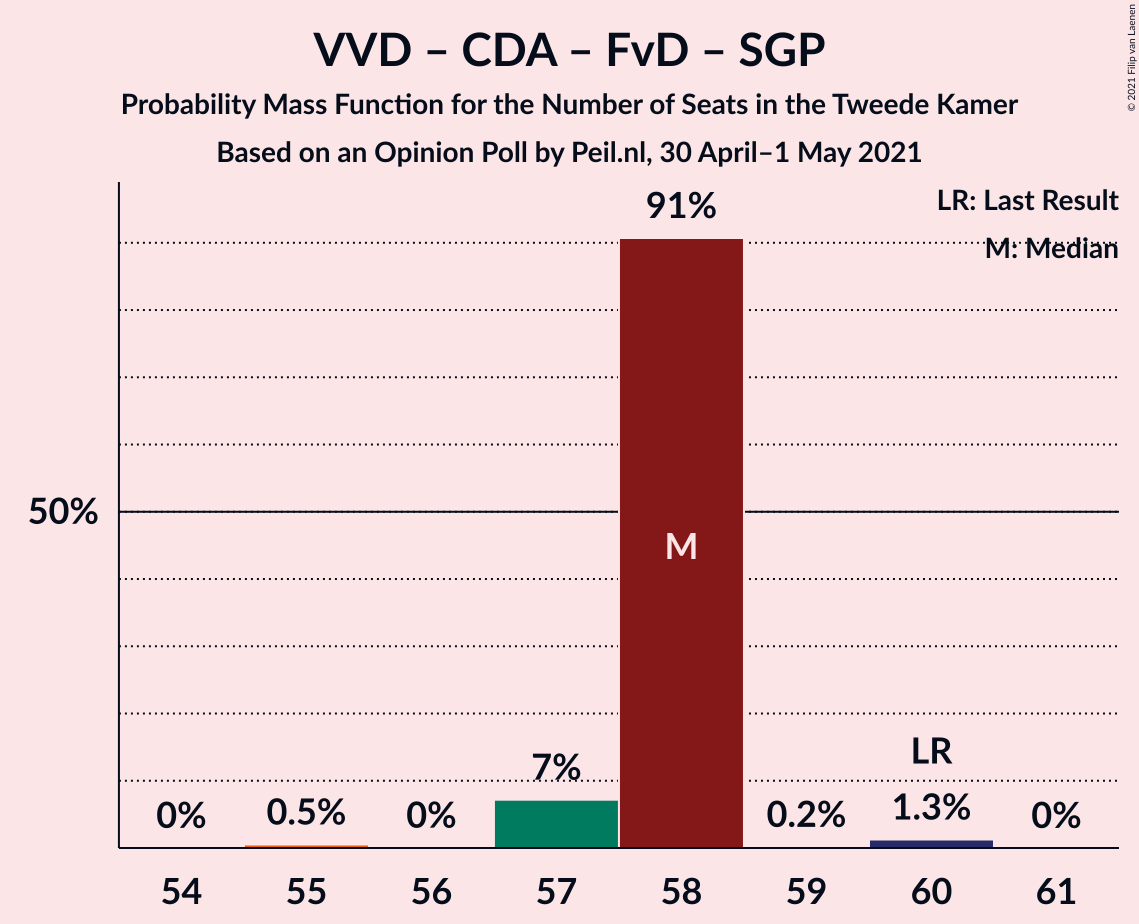 VVD – CDA – FvD – SGP
Probability Mass Function for the Number of Seats in the Tweede Kamer
Based on an Opinion Poll by Peil.nl, 30 April–1 May 2021
© 2021 Filip van Laenen
LR: Last Result
M: Median
91%
50%
M
LR
7%
0% 0.5% 0% 0.2% 1.3% 0%
54 55 56 57 58 59 60 61